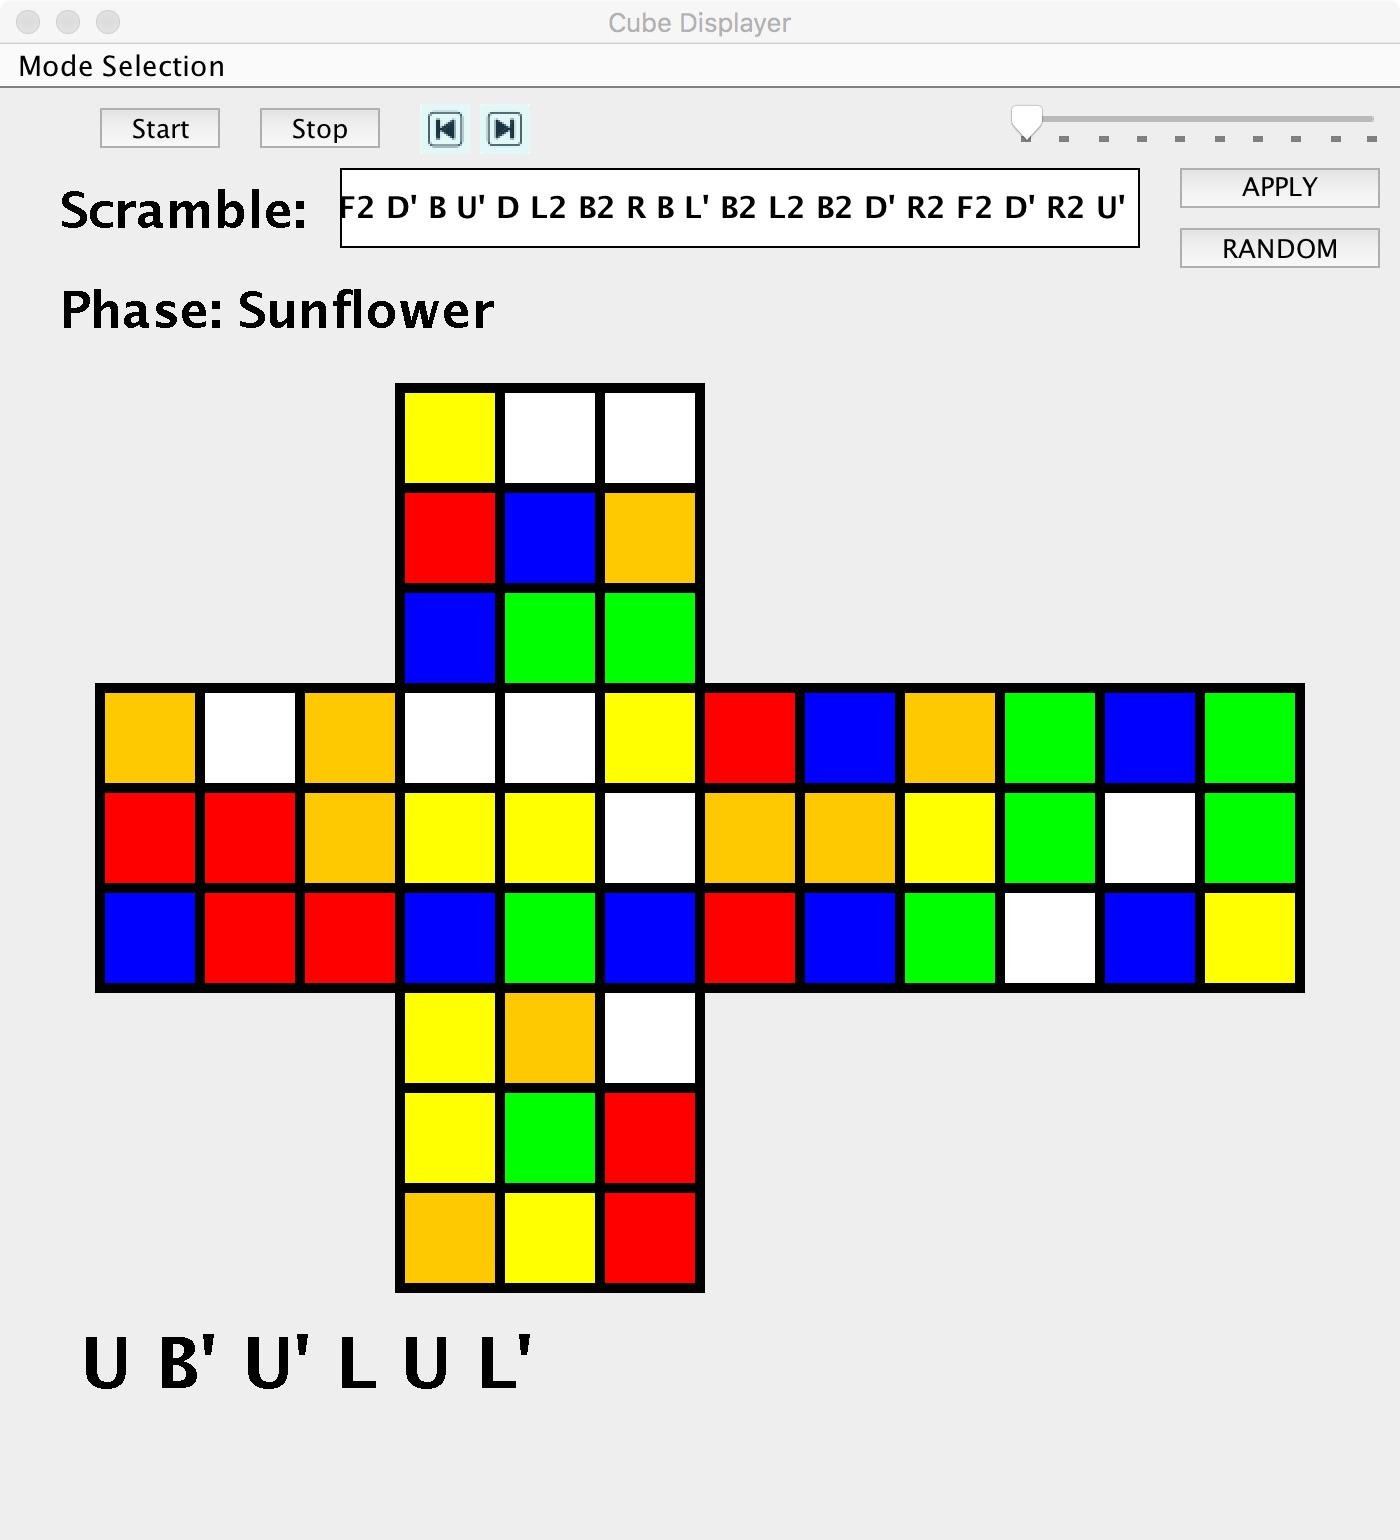 Cube Displayer
Mode Selection
Start Stop
Scramble: F2 D' B U' D L2 B2 R B L' B2 L2 B2 D' R2 F2 D' R2 U' APPLY
RANDOM
Phase: Sunflower
U B' U' L U L'